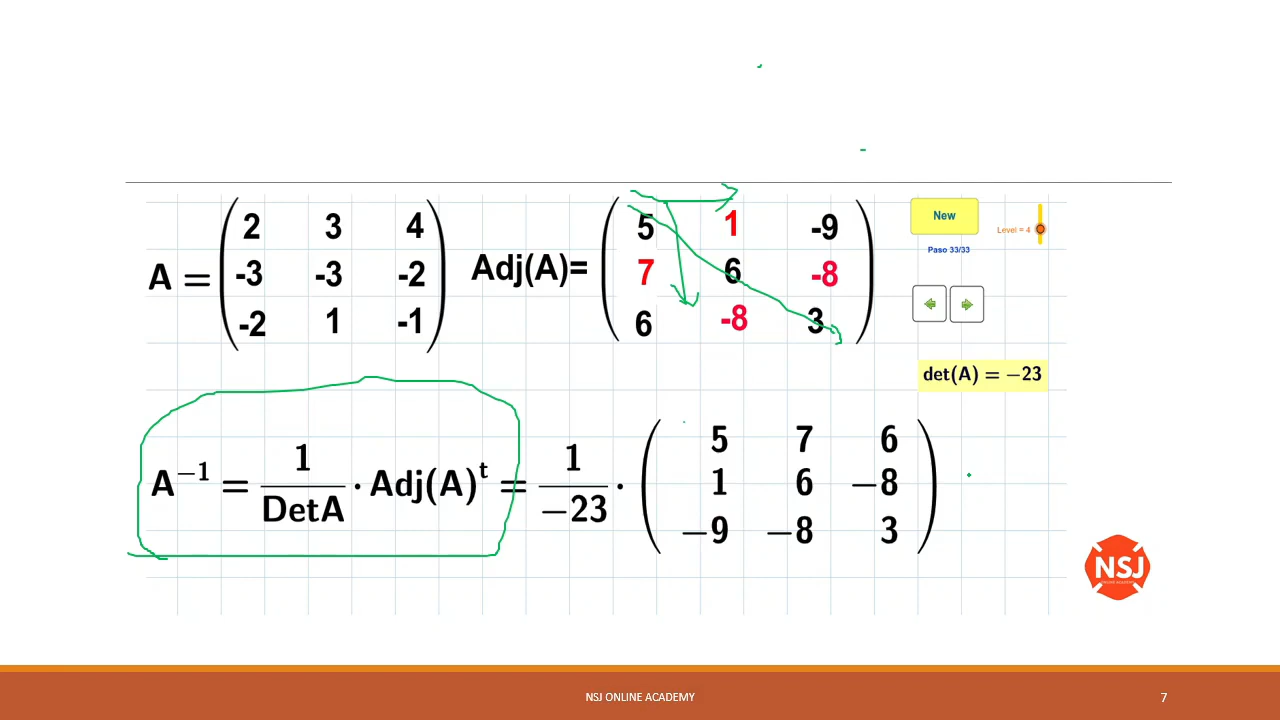 New
Level = 4
Paso 33/33
A = ( 2 3 4
-3 -3 -2
-2 1 -1 )
Adj(A)= ( 5 1 -9
7 6 -8
6 -8 3 )
det(A) = −23
A⁻¹ = 1/DetA · Adj(A)ᵗ = 1/−23 · ( 5 7 6
1 6 −8
−9 −8 3 )
NSJ
NSJ ONLINE ACADEMY
7